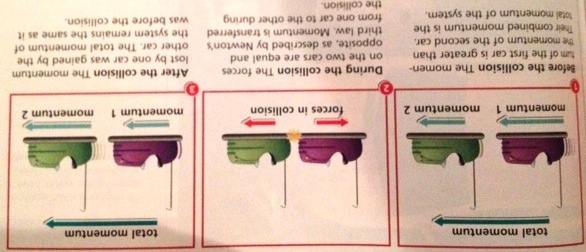 total momentum
momentum 1
momentum 2
1
Before the collision The momen-
tum of the first car is greater than
the momentum of the second car.
Their combined momentum is the
total momentum of the system.
forces in collision
2
During the collision The forces
on the two cars are equal and
opposite, as described by Newton's
third law. Momentum is transferred
from one car to the other during
the collision.
total momentum
momentum 1
momentum 2
3
After the collision The momentum
lost by one car was gained by the
other car. The total momentum of
the system remains the same as it
was before the collision.